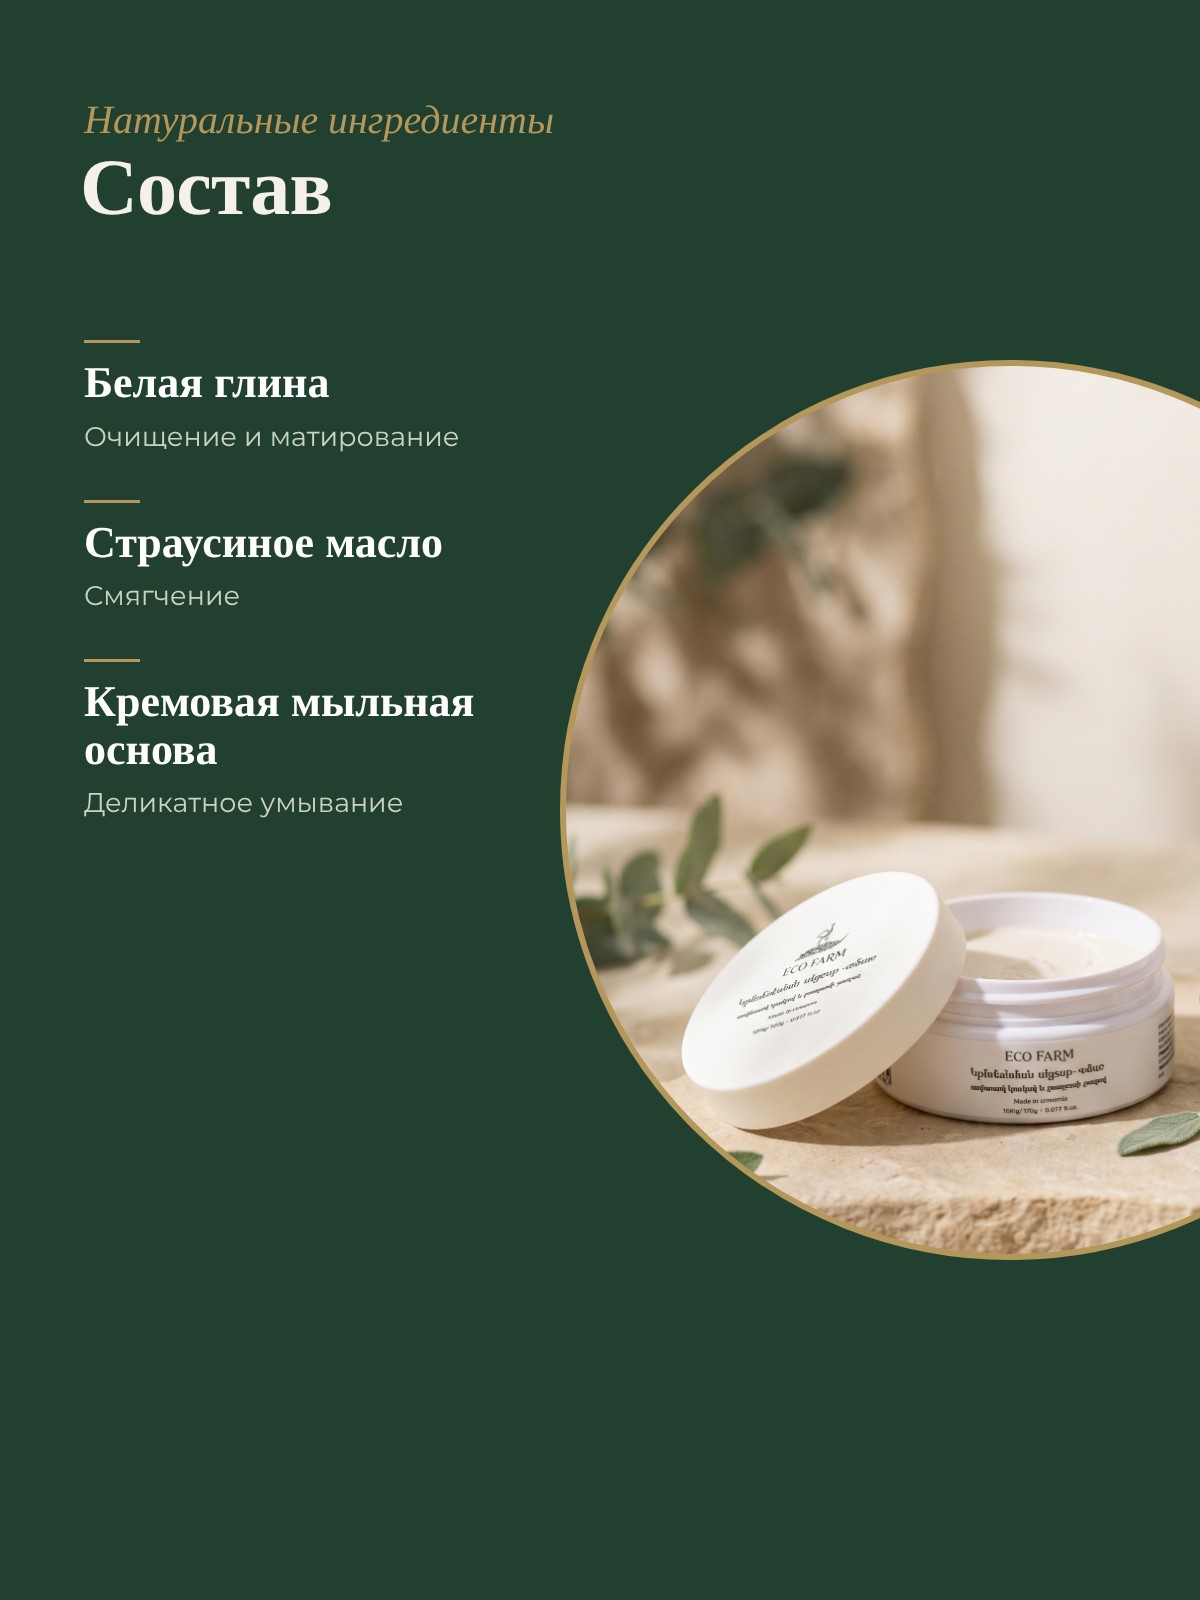 Натуральные ингредиенты
Состав
Белая глина
Очищение и матирование
Страусиное масло
Смягчение
Кремовая мыльная
основа
Деликатное умывание
ECO FARM
ECO FARM
Made in